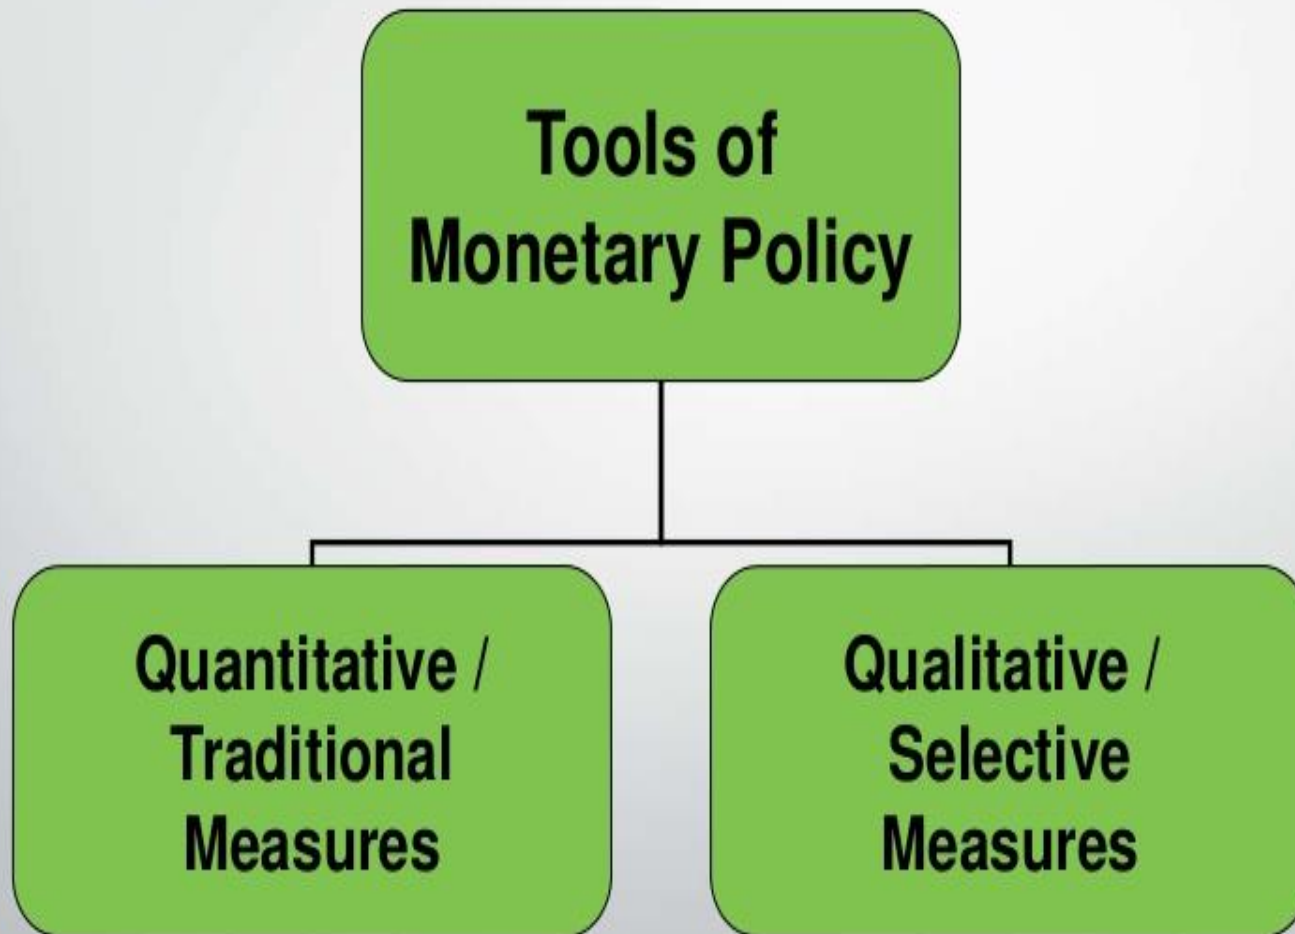 Tools of
Monetary Policy
Quantitative /
Traditional
Measures
Qualitative /
Selective
Measures